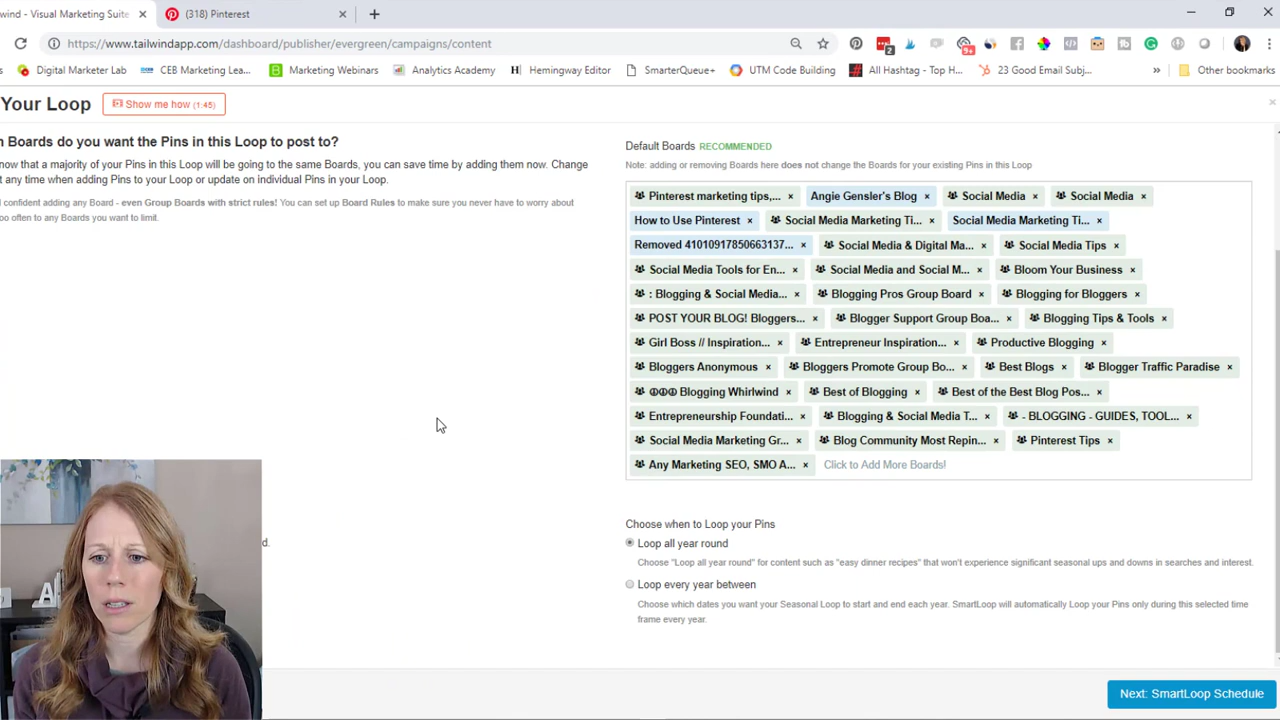 wind - Visual Marketing Suite
(318) Pinterest
https://www.tailwindapp.com/dashboard/publisher/evergreen/campaigns/content
2
9+
Digital Marketer Lab
CEB Marketing Lea...
Marketing Webinars
Analytics Academy
Hemingway Editor
SmarterQueue+
UTM Code Building
All Hashtag - Top H...
23 Good Email Subj...
Other bookmarks
Your Loop
Show me how (1:45)
Boards do you want the Pins in this Loop to post to?
now that a majority of your Pins in this Loop will be going to the same Boards, you can save time by adding them now. Change
t any time when adding Pins to your Loop or update on individual Pins in your Loop.
l confident adding any Board - even Group Boards with strict rules! You can set up Board Rules to make sure you never have to worry about
oo often to any Boards you want to limit.
d.
Default Boards RECOMMENDED
Note: adding or removing Boards here does not change the Boards for your existing Pins in this Loop
Pinterest marketing tips,... × Angie Gensler's Blog × Social Media × Social Media ×
How to Use Pinterest × Social Media Marketing Ti... × Social Media Marketing Ti... ×
Removed 41010917850663137... × Social Media & Digital Ma... × Social Media Tips ×
Social Media Tools for En... × Social Media and Social M... × Bloom Your Business ×
: Blogging & Social Media... × Blogging Pros Group Board × Blogging for Bloggers ×
POST YOUR BLOG! Bloggers... × Blogger Support Group Boa... × Blogging Tips & Tools ×
Girl Boss // Inspiration... × Entrepreneur Inspiration... × Productive Blogging ×
Bloggers Anonymous × Bloggers Promote Group Bo... × Best Blogs × Blogger Traffic Paradise ×
Blogging Whirlwind × Best of Blogging × Best of the Best Blog Pos... ×
Entrepreneurship Foundati... × Blogging & Social Media T... × - BLOGGING - GUIDES, TOOL... ×
Social Media Marketing Gr... × Blog Community Most Repin... × Pinterest Tips ×
Any Marketing SEO, SMO A... × Click to Add More Boards!
Choose when to Loop your Pins
Loop all year round
Choose "Loop all year round" for content such as "easy dinner recipes" that won't experience significant seasonal ups and downs in searches and interest.
Loop every year between
Choose which dates you want your Seasonal Loop to start and end each year. SmartLoop will automatically Loop your Pins only during this selected time
frame every year.
Next: SmartLoop Schedule